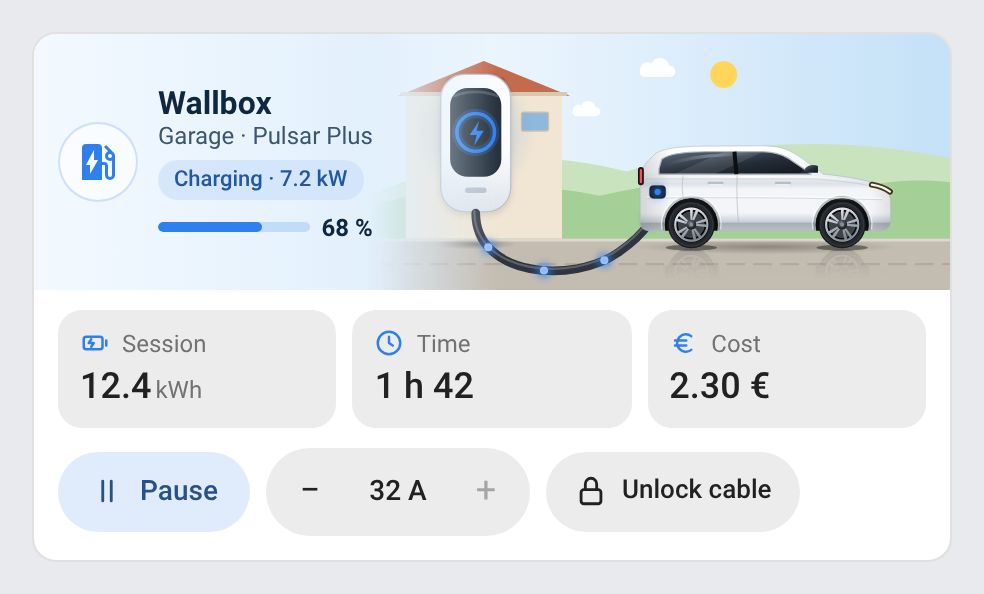 Wallbox
Garage · Pulsar Plus
Charging · 7.2 kW
68 %
Session
12.4 kWh
Time
1 h 42
Cost
2.30 €
Pause
− 32 A +
Unlock cable